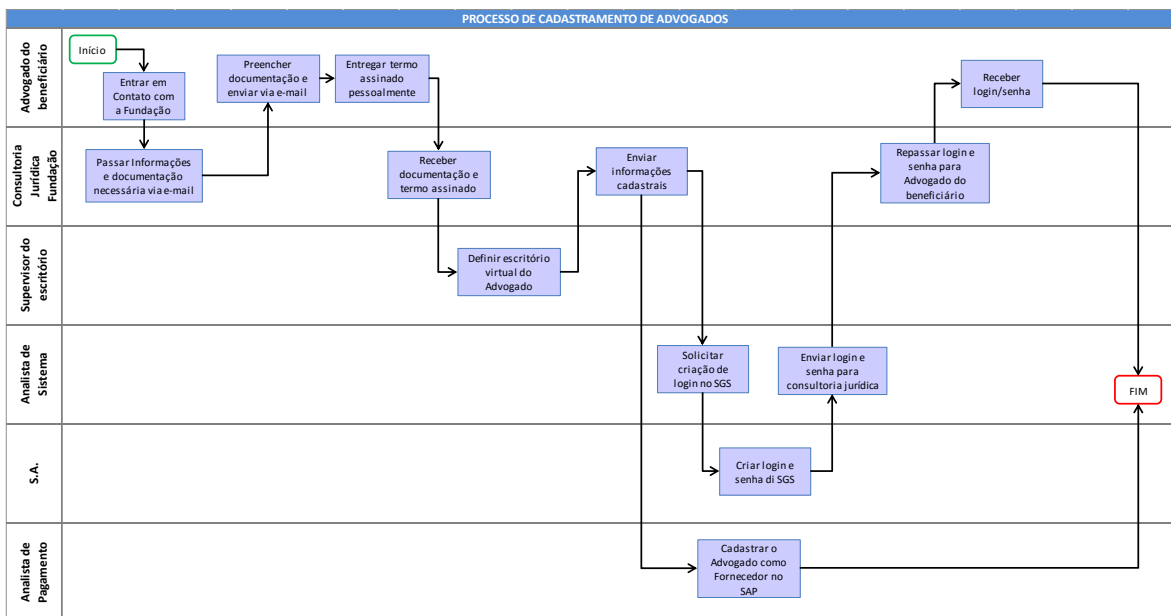 PROCESSO DE CADASTRAMENTO DE ADVOGADOS
Advogado do
beneficiário
Início
Entrar em
Contato com
a Fundação
Preencher
documentação e
enviar via e-mail
Entregar termo
assinado
pessoalmente
Receber
login/senha
Consultoria
Jurídica
Fundação
Passar Informações
e documentação
necessária via e-mail
Receber
documentação e
termo assinado
Enviar
informações
cadastrais
Repassar login e
senha para
Advogado do
beneficiário
Supervisor do
escritório
Definir escritório
virtual do
Advogado
Analista de
Sistema
Solicitar
criação de
login no SGS
Enviar login e
senha para
consultoria jurídica
FIM
S.A.
Criar login e
senha di SGS
Analista de
Pagamento
Cadastrar o
Advogado como
Fornecedor no
SAP